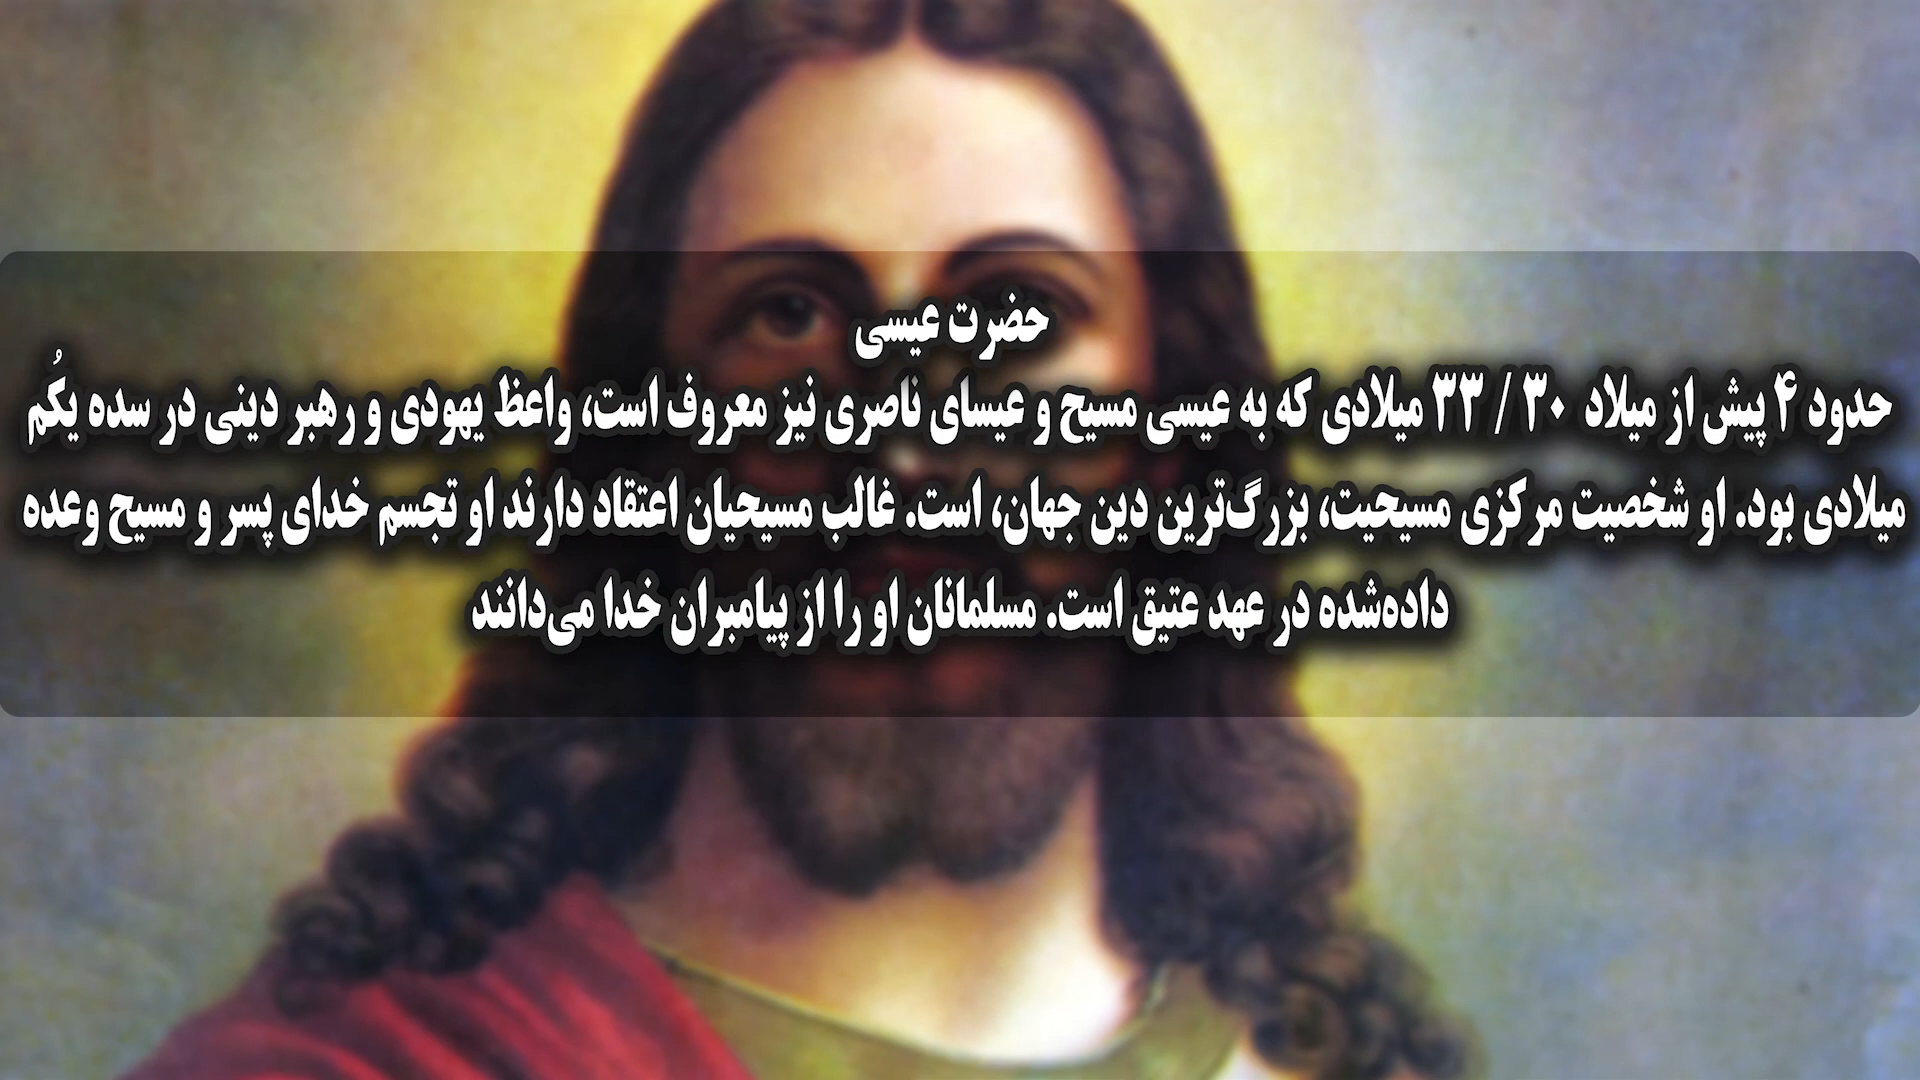 حضرت عیسی
حدود ۴ پیش از میلاد ۳۰ / ۳۳ میلادی که به عیسی مسیح و عیسای ناصری نیز معروف است، واعظ یهودی و رهبر دینی در سده یکُم
میلادی بود. او شخصیت مرکزی مسیحیت، بزرگ‌ترین دین جهان، است. غالب مسیحیان اعتقاد دارند او تجسم خدای پسر و مسیح وعده
داده‌شده در عهد عتیق است. مسلمانان او را از پیامبران خدا می‌دانند